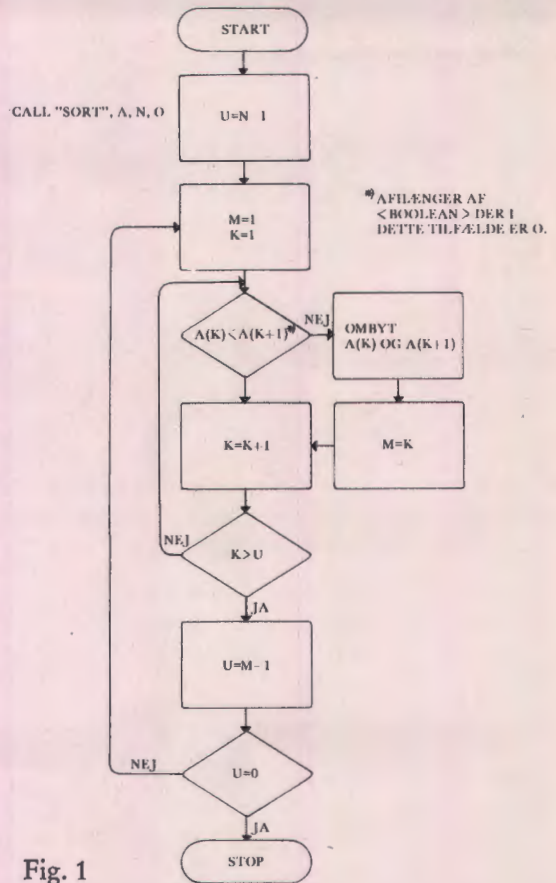 START
CALL "SORT", A, N, O
U=N-1
M=1
K=1
*) AFHÆNGER AF
<BOOLEAN> DER I
DETTE TILFÆLDE ER O.
A(K)<A(K+1)*)
NEJ
OMBYT
A(K) OG A(K+1)
K=K+1
M=K
NEJ
K>U
JA
U=M-1
NEJ
U=0
JA
STOP
Fig. 1